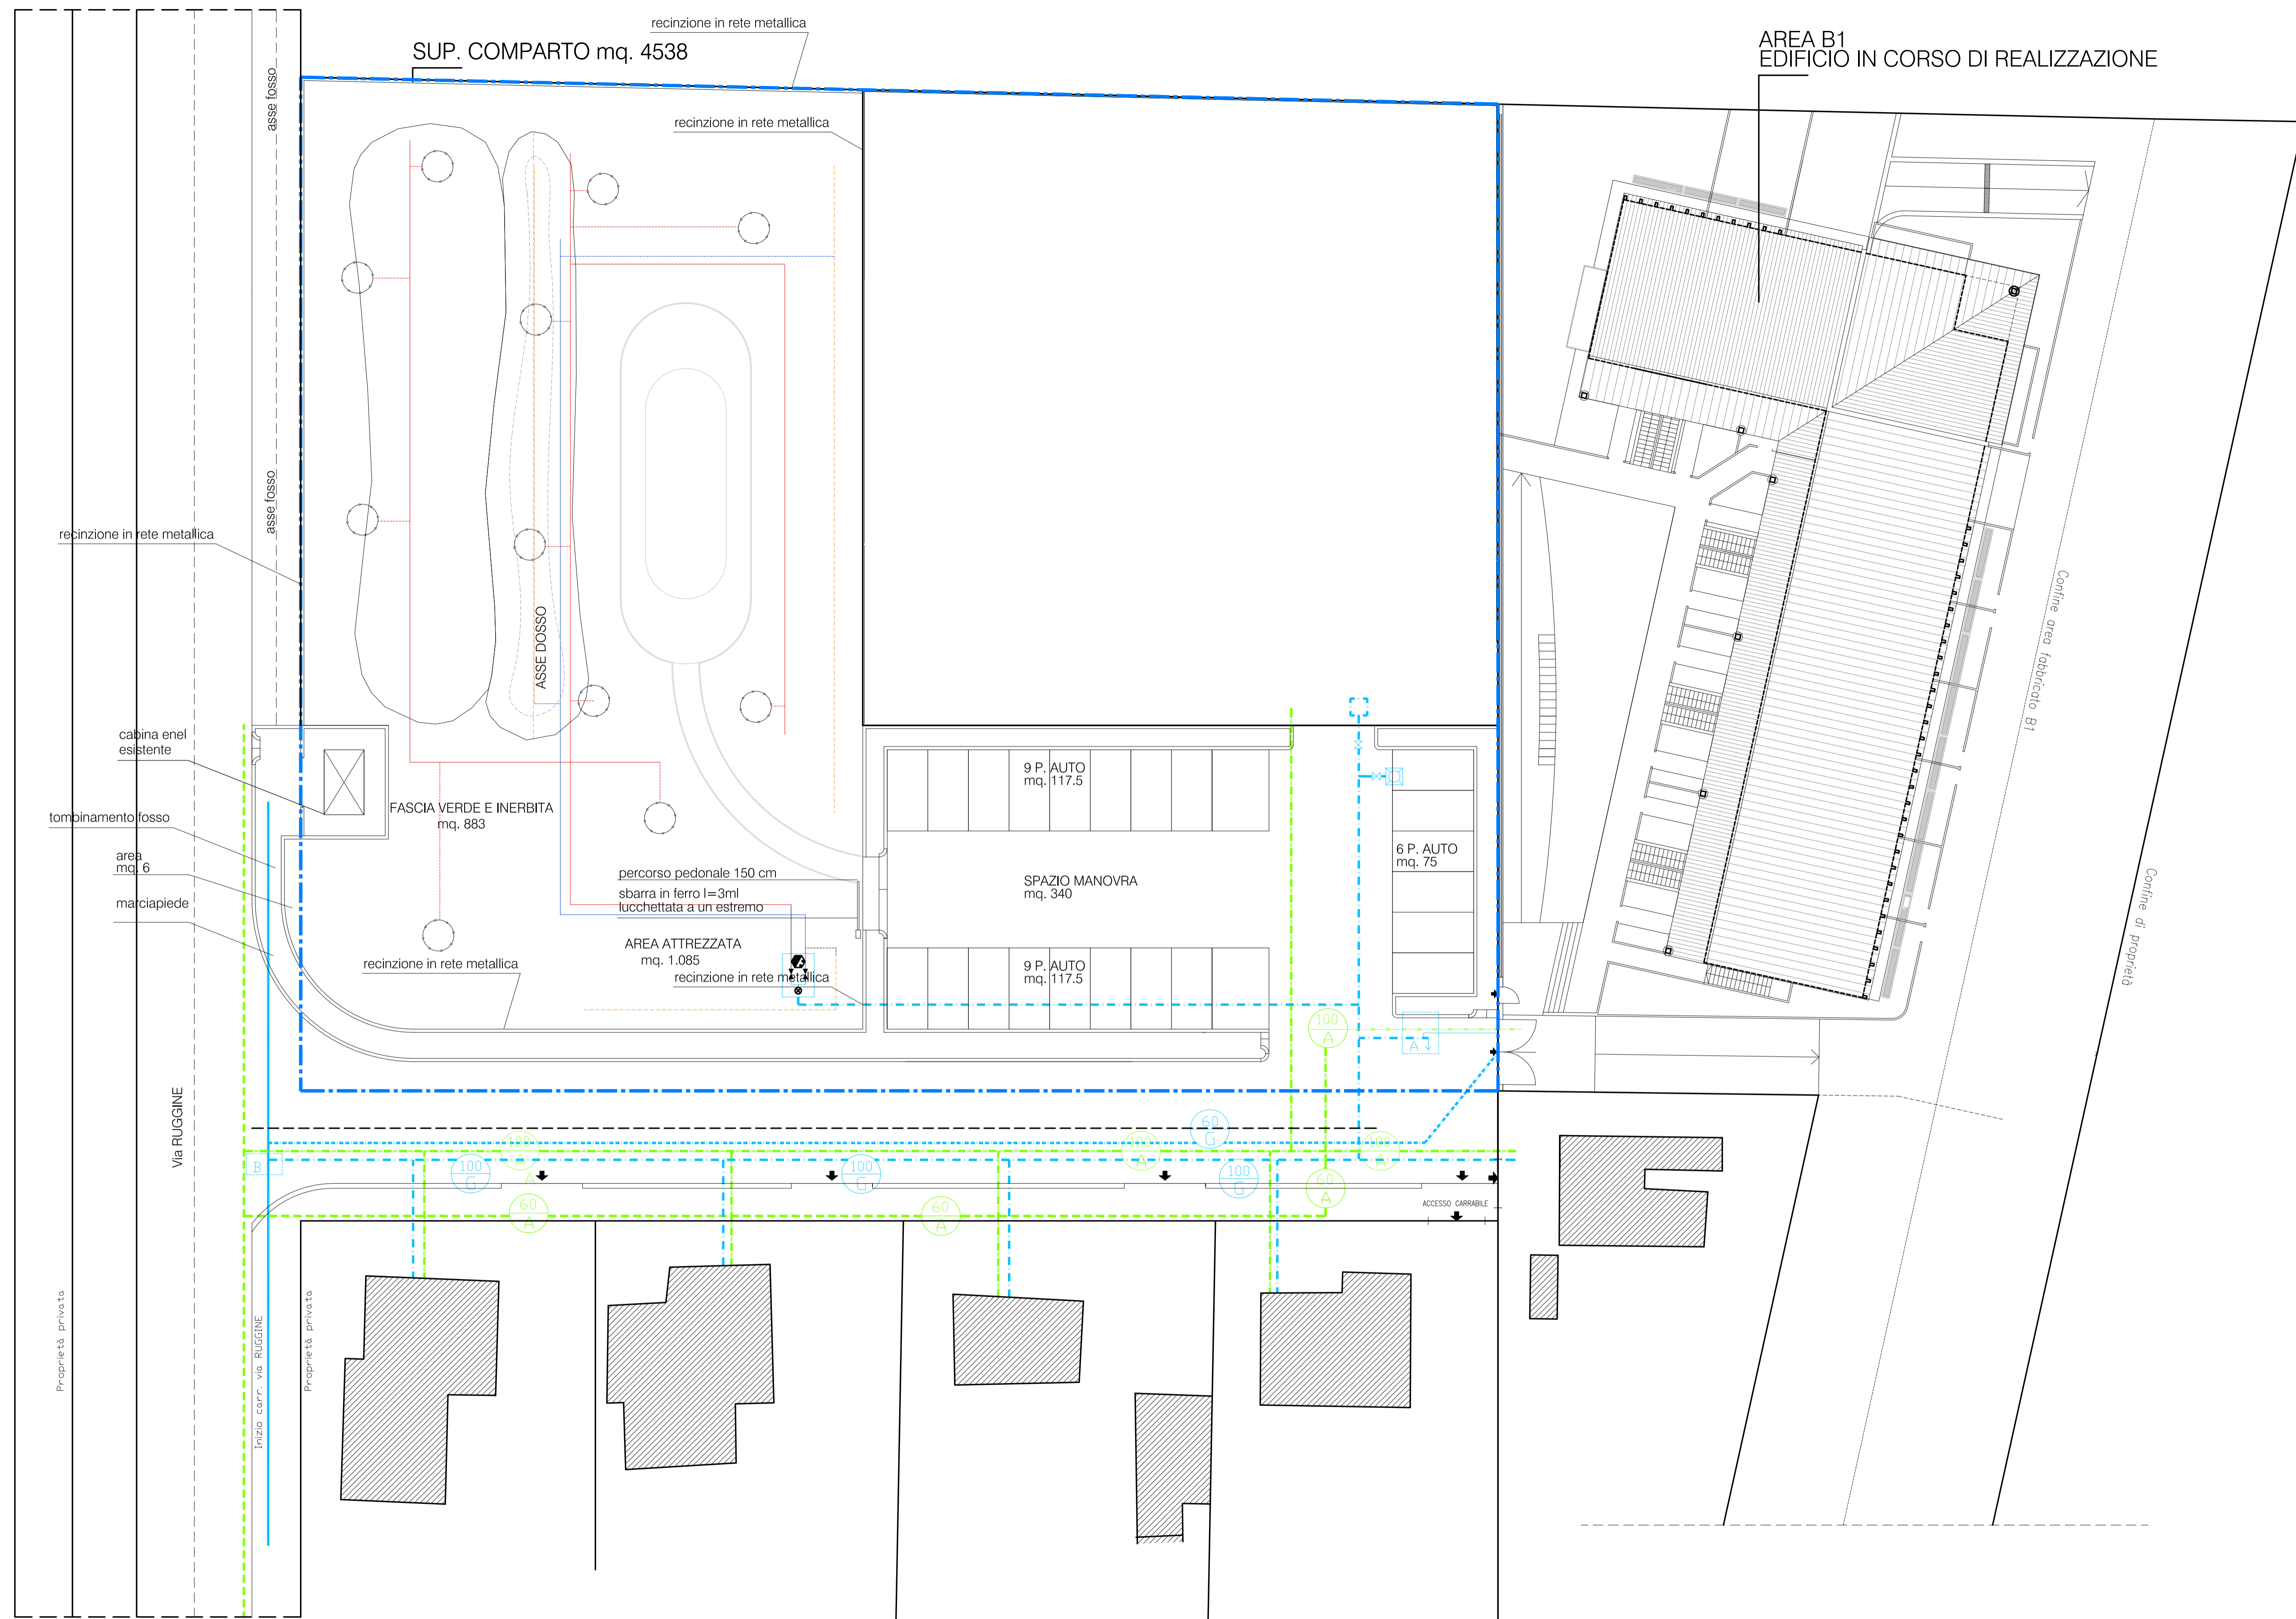 recinzione in rete metallica
SUP. COMPARTO mq. 4538
AREA B1
EDIFICIO IN CORSO DI REALIZZAZIONE
asse fosso
recinzione in rete metallica
asse fosso
recinzione in rete metallica
ASSE DOSSO
Confine area fabbricato B1
Confine di proprietà
cabina enel
esistente
FASCIA VERDE E INERBITA
mq. 883
9 P. AUTO
mq. 117.5
tombinamento fosso
area
mq. 6
6 P. AUTO
mq. 75
percorso pedonale 150 cm
sbarra in ferro l=3ml
lucchettata a un estremo
SPAZIO MANOVRA
mq. 340
marciapiede
AREA ATTREZZATA
mq. 1.085
recinzione in rete metallica
recinzione in rete metallica
9 P. AUTO
mq. 117.5
100
A
A
Via RUGGINE
60
G
100
A
100
A
100
A
B
100
G
A
100
G
100
G
60
A
60
A
60
A
ACCESSO CARRABILE
Proprietà privata
Inizio carr. via RUGGINE
Proprietà privata